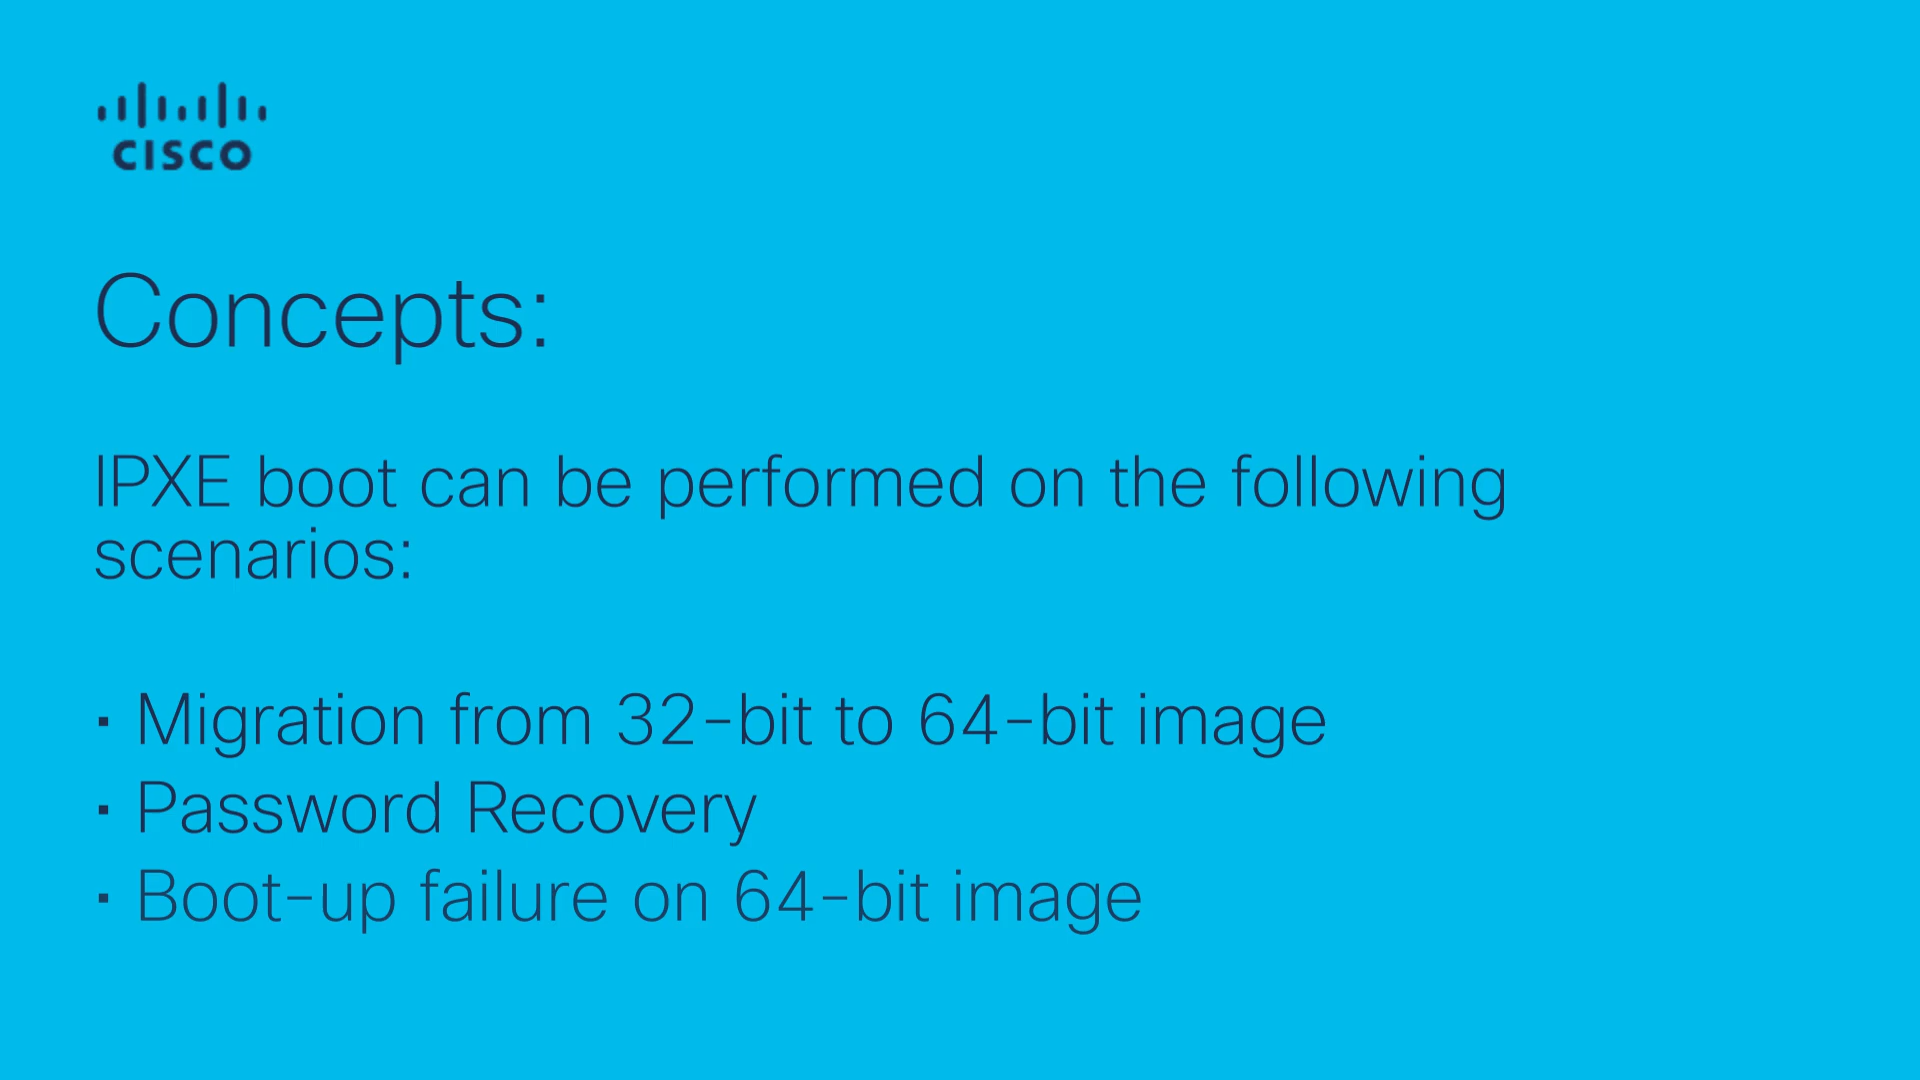 CISCO
Concepts:
IPXE boot can be performed on the following
scenarios:
▪ Migration from 32-bit to 64-bit image
▪ Password Recovery
▪ Boot-up failure on 64-bit image